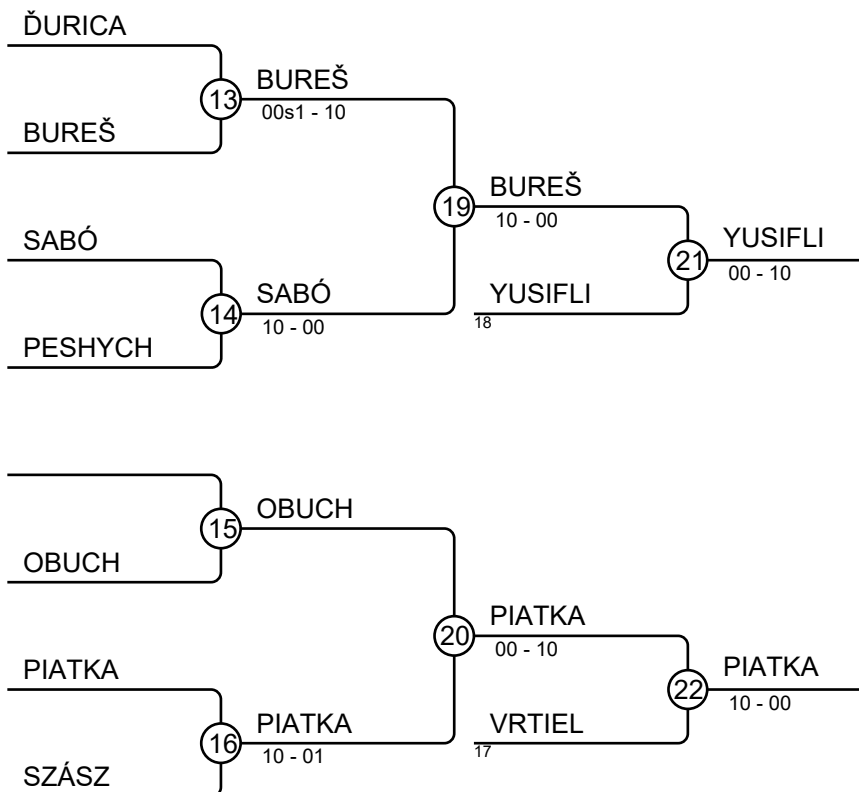 ĎURICA
BUREŠ
13
00s1 - 10
BUREŠ
BUREŠ
19
10 - 00
SABÓ
YUSIFLI
21
00 - 10
SABÓ
YUSIFLI
14
10 - 00
18
PESHYCH
OBUCH
15
OBUCH
PIATKA
20
00 - 10
PIATKA
PIATKA
22
10 - 00
PIATKA
VRTIEL
16
10 - 01
17
SZÁSZ